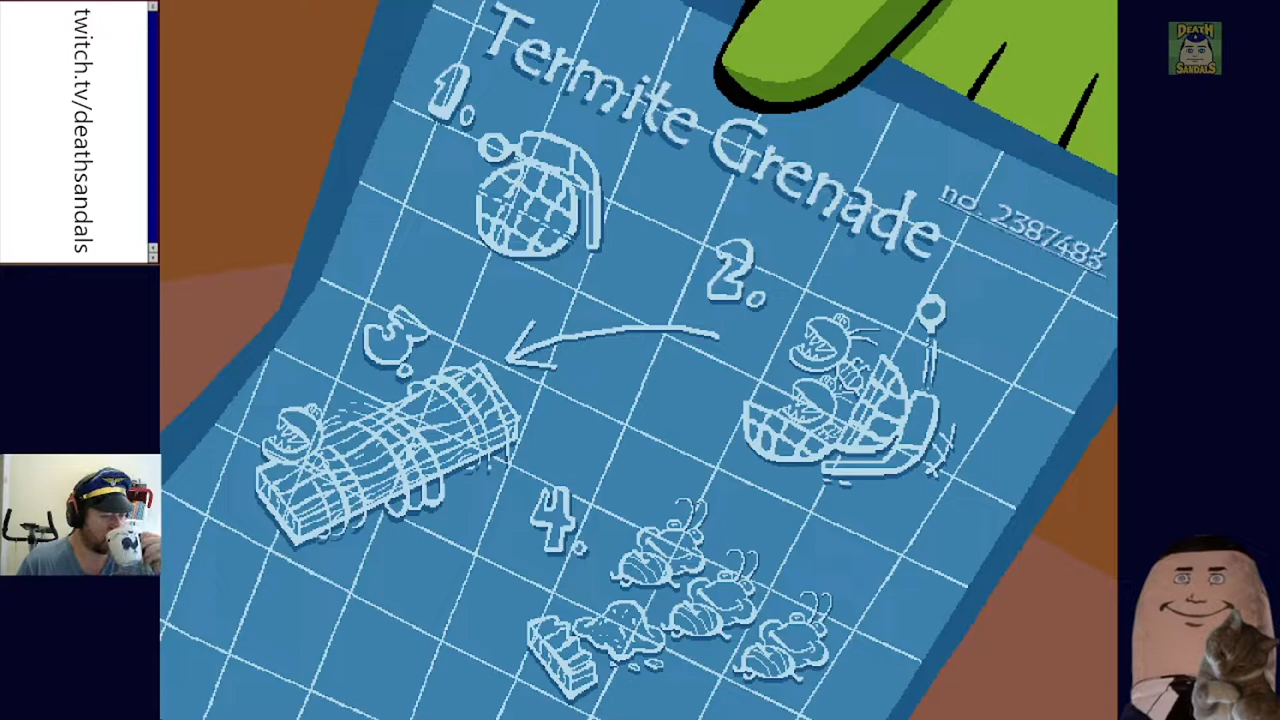 twitch.tv/deathsandals
Termite Grenade
no. 2387483
1.
2.
3.
4.
DEATH
SANDALS